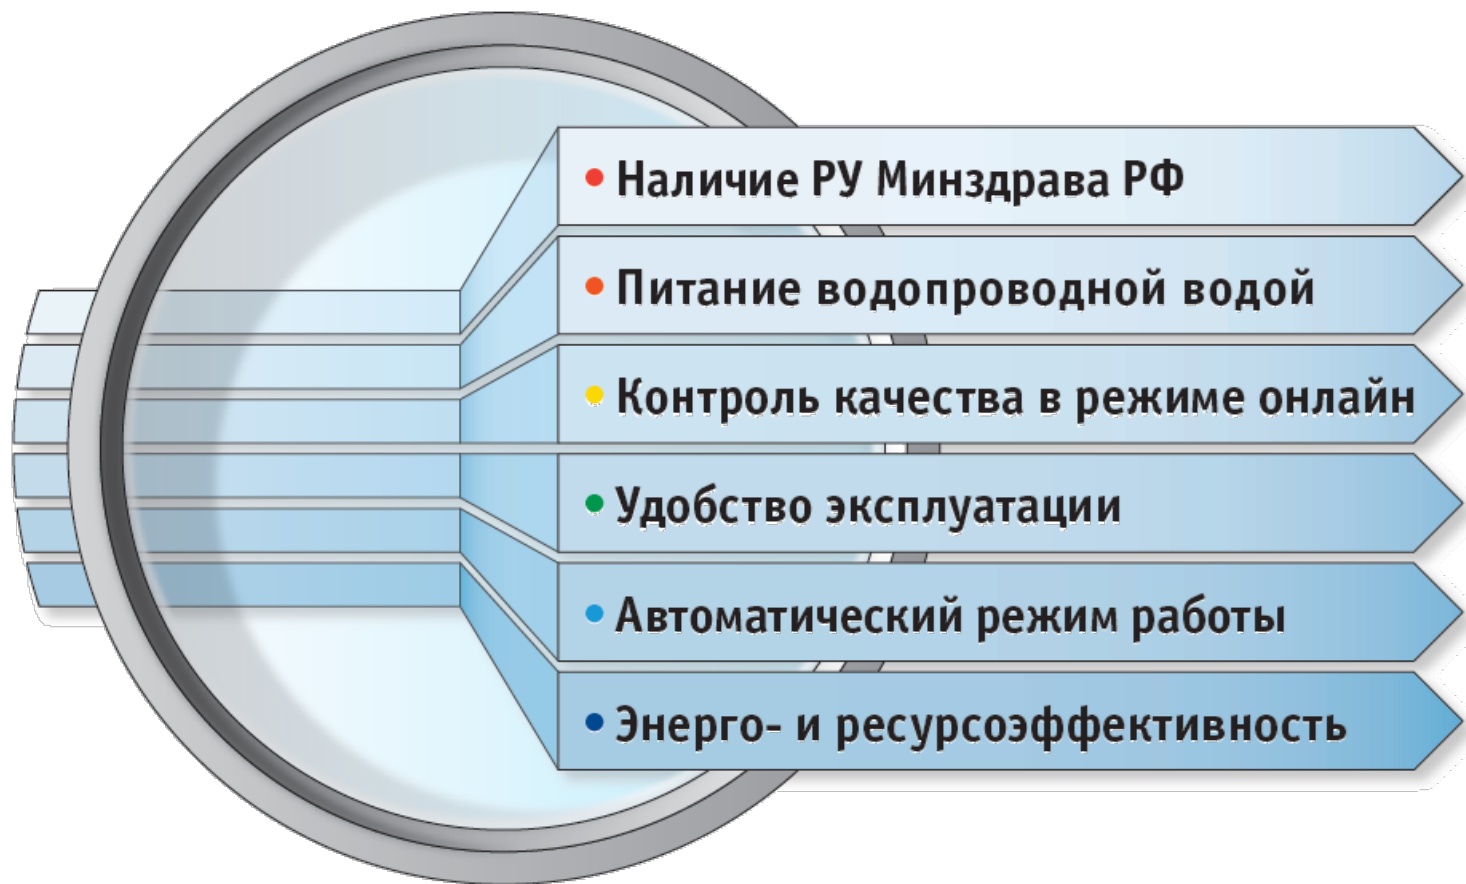 • Наличие РУ Минздрава РФ
• Питание водопроводной водой
• Контроль качества в режиме онлайн
• Удобство эксплуатации
• Автоматический режим работы
• Энерго- и ресурсоэффективность